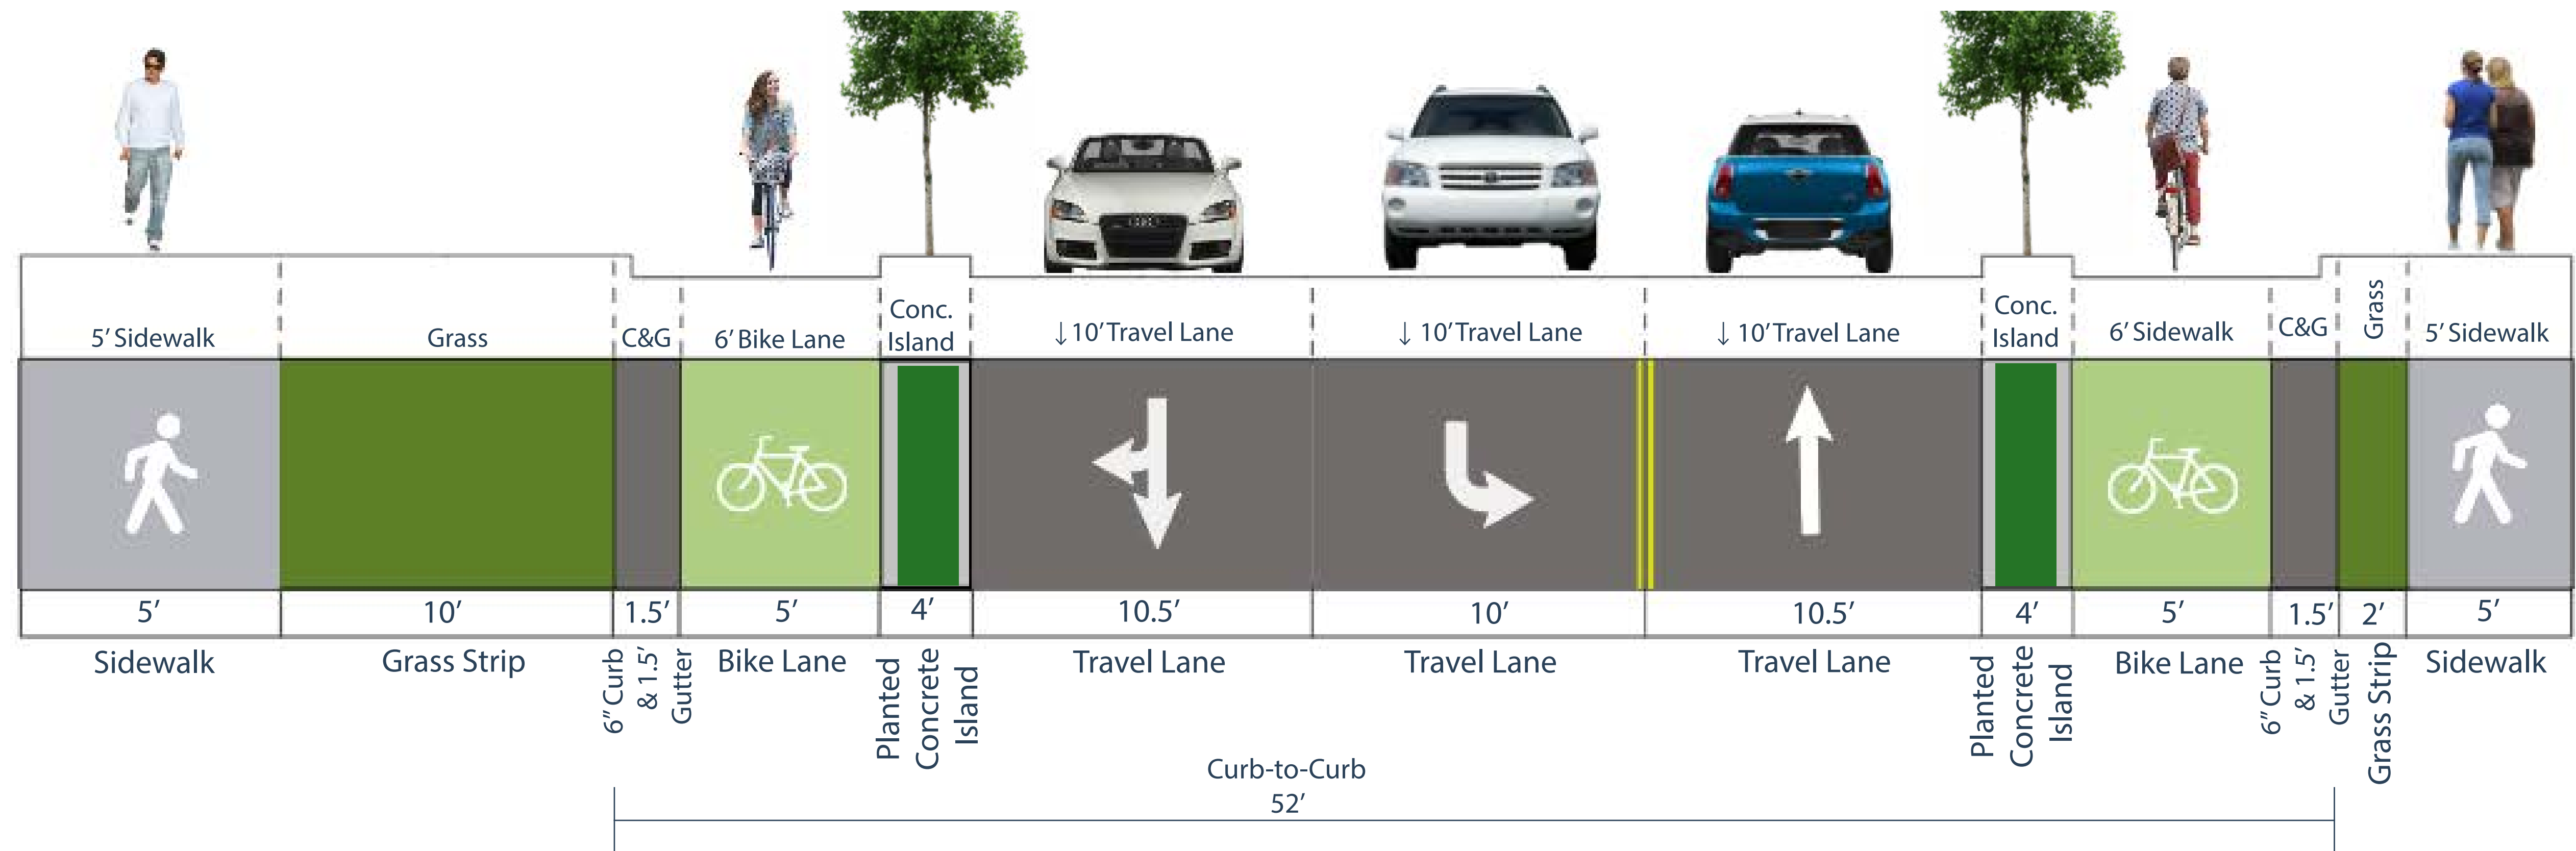 5’ Sidewalk
Grass
C&G
6’ Bike Lane
Conc.
Island
↓ 10’ Travel Lane
↓ 10’ Travel Lane
↓ 10’ Travel Lane
Conc.
Island
6’ Sidewalk
C&G
Grass
5’ Sidewalk
5’
10’
1.5’
5’
4’
10.5’
10’
10.5’
4’
5’
1.5’
2’
5’
Sidewalk
Grass Strip
6” Curb
& 1.5’
Gutter
Bike Lane
Planted
Concrete
Island
Travel Lane
Travel Lane
Travel Lane
Planted
Concrete
Island
Bike Lane
6” Curb
& 1.5’
Gutter
Grass Strip
Sidewalk
Curb-to-Curb
52’